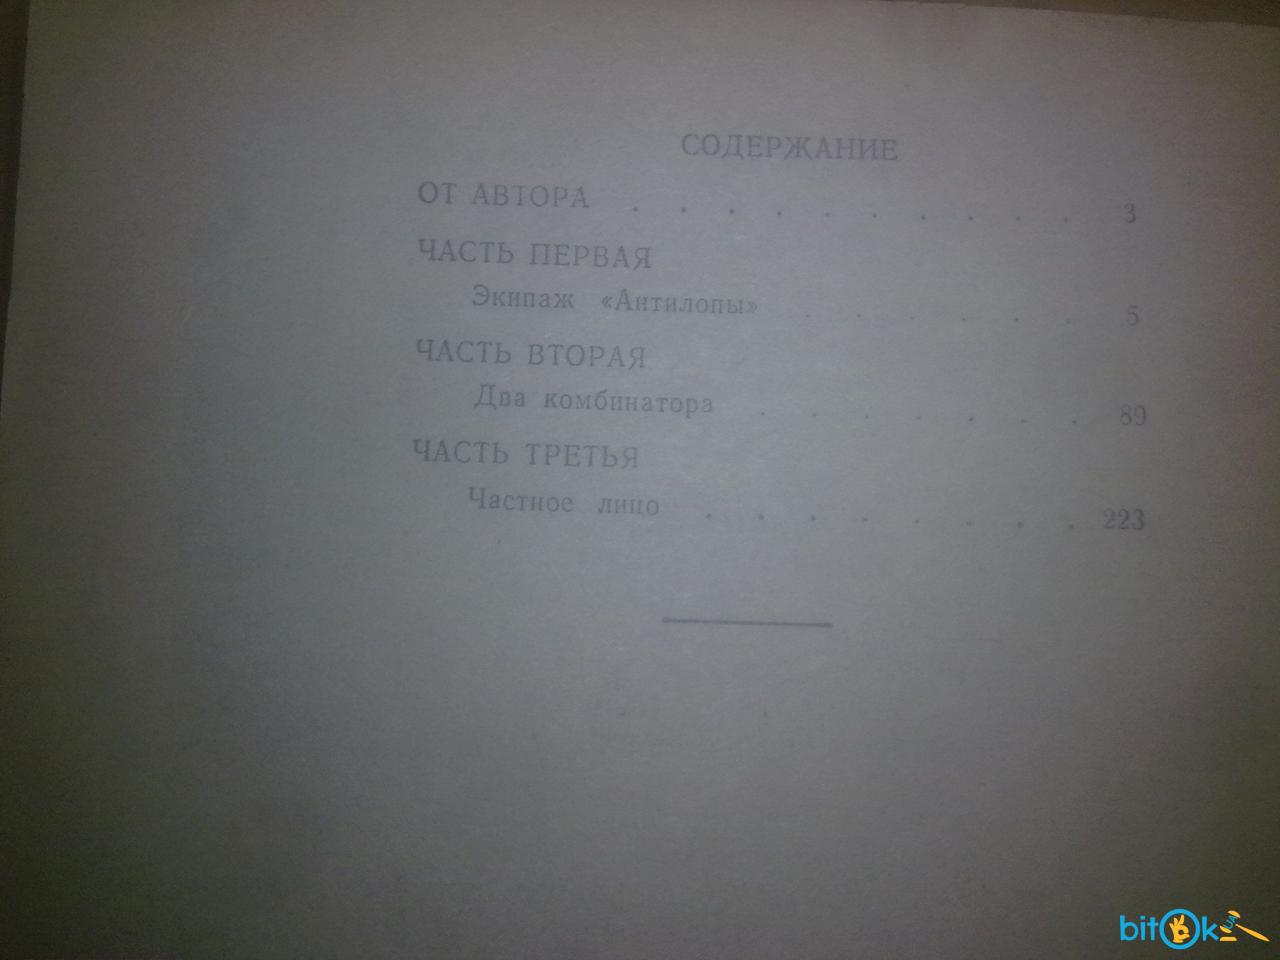 СОДЕРЖАНИЕ
ОТ АВТОРА . . . . . . . . . . 3
ЧАСТЬ ПЕРВАЯ
Экипаж «Антилопы» . . . . . . 5
ЧАСТЬ ВТОРАЯ
Два комбинатора . . . . . . . 89
ЧАСТЬ ТРЕТЬЯ
Частное лицо . . . . . . . . 223
bitOk UA